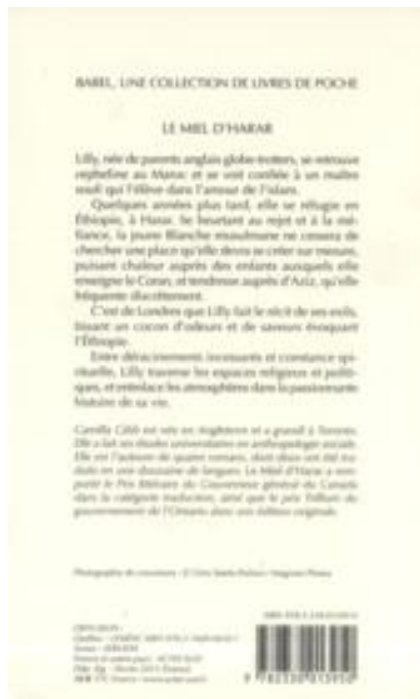 BABEL, UNE COLLECTION DE LIVRES DE POCHE
LE MIEL D'HARAR
Lilly, née de parents anglais globe-trotters, se retrouve
orpheline au Maroc et se voit confiée à un maître
soufi qui l'élève dans l'amour de l'islam.
Quelques années plus tard, elle se réfugie en
Éthiopie, à Harar. Se heurtant au rejet et à la mé-
fiance, la jeune Blanche musulmane ne cessera de
chercher une place qu'elle devra se créer sur mesure,
puisant chaleur auprès des enfants auxquels elle
enseigne le Coran, et tendresse auprès d'Aziz, qu'elle
fréquente discrètement.
C'est de Londres que Lilly fait le récit de ses exils,
tissant un cocon d'odeurs et de saveurs évoquant
l'Éthiopie.
Entre déracinements incessants et constance spi-
rituelle, Lilly traverse les espaces religieux et politi-
ques, et entrelace les atmosphères dans la passionnante
histoire de sa vie.
Camilla Gibb est née en Angleterre et a grandi à Toronto.
Elle a fait ses études universitaires en anthropologie sociale.
Elle est l'auteur de quatre romans, dont deux ont été tra-
duits en une douzaine de langues. Le Miel d'Harar a rem-
porté le Prix littéraire du Gouverneur général du Canada
dans la catégorie traduction, ainsi que le prix Trillium du
gouvernement de l'Ontario dans son édition originale.
Photographie de couverture :